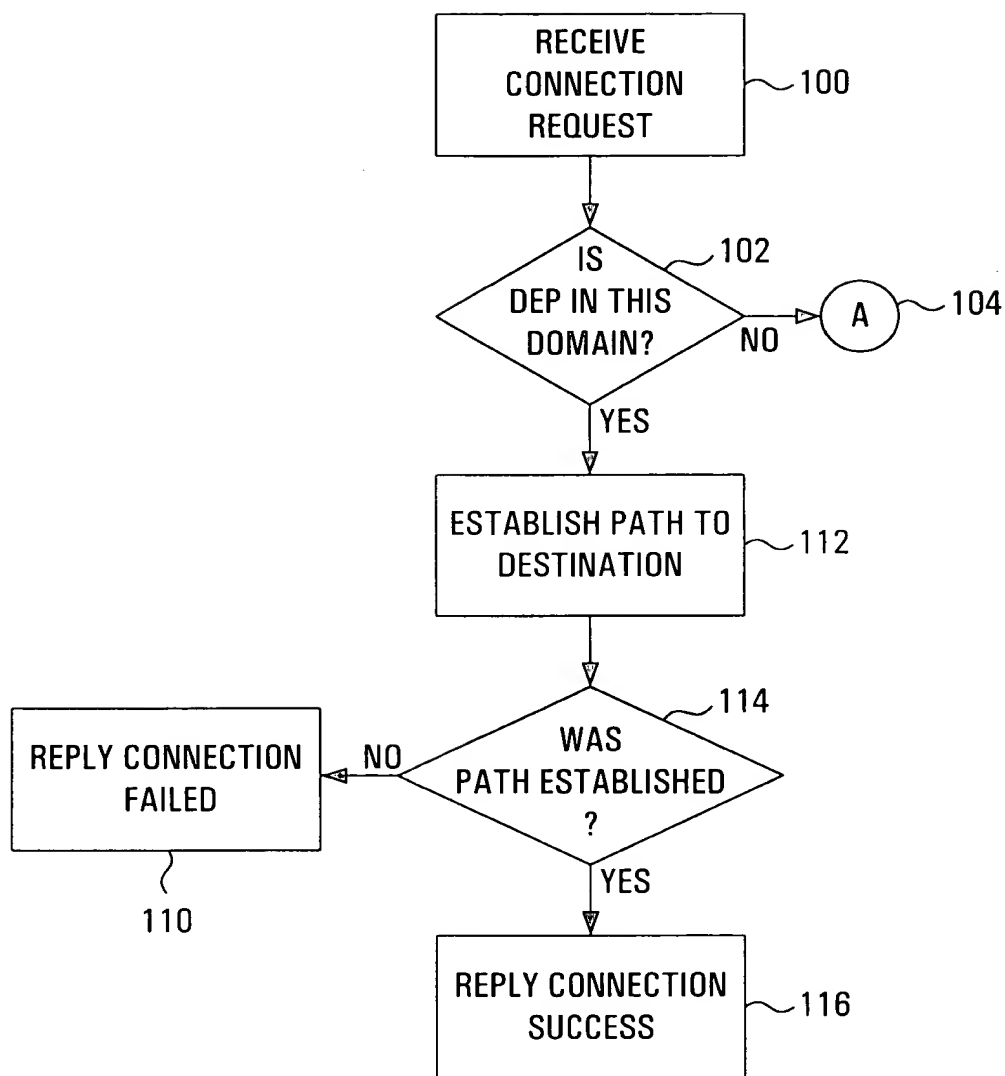 RECEIVE
CONNECTION
REQUEST
100
IS
DEP IN THIS
DOMAIN?
102
NO
A
104
YES
ESTABLISH PATH TO
DESTINATION
112
WAS
PATH ESTABLISHED
?
114
NO
REPLY CONNECTION
FAILED
110
YES
REPLY CONNECTION
SUCCESS
116